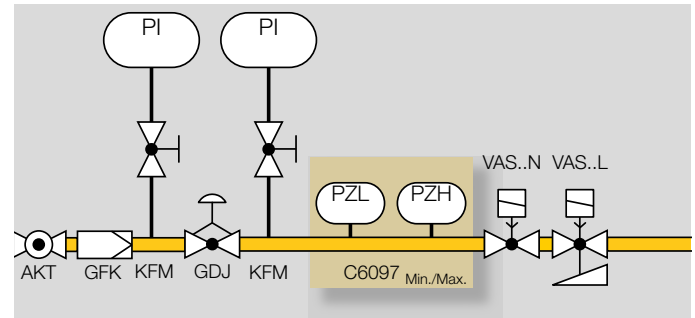 PI PI
VAS..N VAS..L
PZL PZH
AKT GFK KFM GDJ KFM C6097 Min./Max.